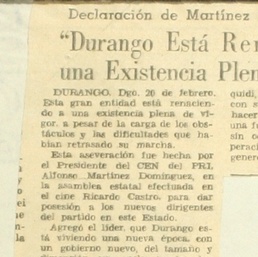 Declaración de Martínez
"Durango Está Ren
una Existencia Plen
DURANGO. Dgo. 20 de febrero.
Esta gran entidad está renacien-
do a una existencia plena de vi-
gor, a pesar de la carga de los obs-
táculos y las dificultades que ha-
bían retrasado su marcha.
Esta aseveración fue hecha por
el Presidente del CEN del PRI,
Alfonso Martínez Domínguez, en
la asamblea estatal efectuada en
el cine Ricardo Castro, para dar
posesión a los nuevos dirigentes
del partido en este Estado.
Agregó el líder, que Durango es-
tá viviendo una nueva época, con
un gobierno nuevo, del tamaño y
quidi,
con s
hacer
una
sin o
peraci
genera